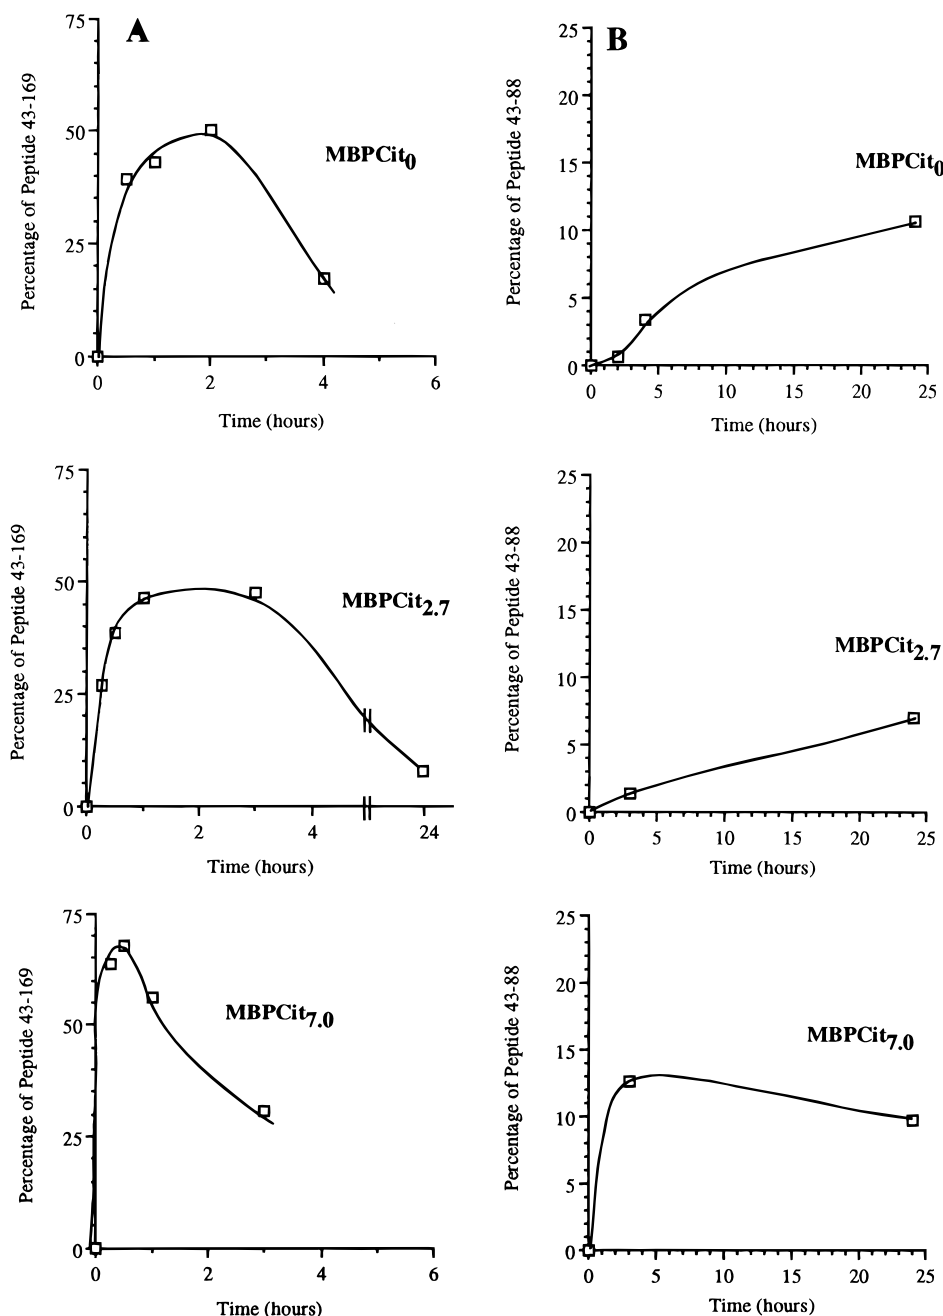 A
75
50
25
0
0 2 4 6
Percentage of Peptide 43-169
Time (hours)
MBPCit0
B
25
20
15
10
5
0
0 5 10 15 20 25
Percentage of Peptide 43-88
Time (hours)
MBPCit0
75
50
25
0
0 2 4 24
Percentage of Peptide 43-169
Time (hours)
MBPCit2.7
25
20
15
10
5
0
0 5 10 15 20 25
Percentage of Peptide 43-88
Time (hours)
MBPCit2.7
75
50
25
0
0 2 4 6
Percentage of Peptide 43-169
Time (hours)
MBPCit7.0
25
20
15
10
5
0
0 5 10 15 20 25
Percentage of Peptide 43-88
Time (hours)
MBPCit7.0